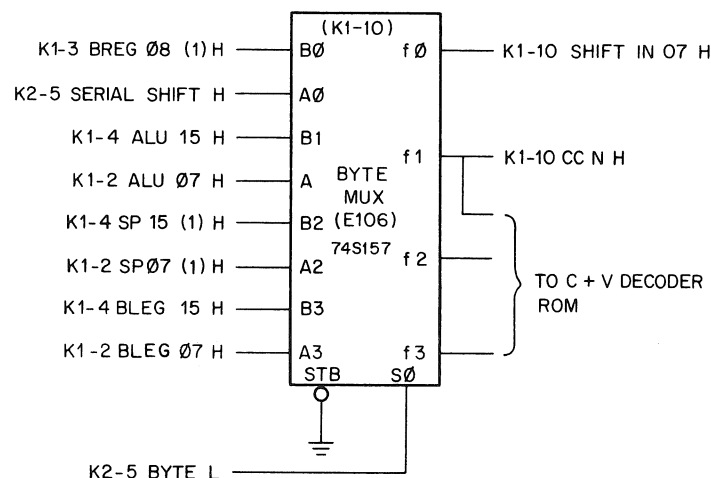 (K1-10)
K1-3 BREG Ø8 (1) H
BØ
fØ
K1-10 SHIFT IN 07 H
K2-5 SERIAL SHIFT H
AØ
K1-4 ALU 15 H
B1
f1
K1-10 CC N H
K1-2 ALU Ø7 H
A
BYTE
MUX
(E106)
74S157
K1-4 SP 15 (1) H
B2
K1-2 SPØ7 (1) H
A2
f2
TO C + V DECODER
ROM
K1-4 BLEG 15 H
B3
K1-2 BLEG Ø7 H
A3
f3
STB
SØ
K2-5 BYTE L